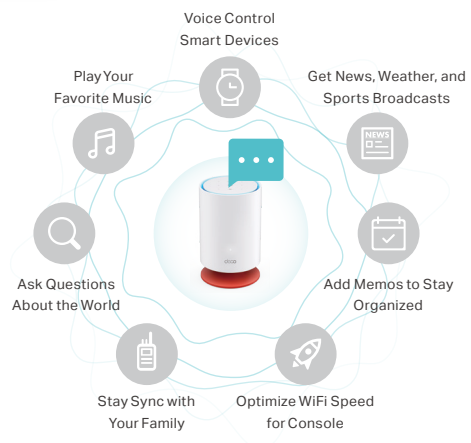 Voice Control
Smart Devices
Play Your
Favorite Music
Get News, Weather, and
Sports Broadcasts
NEWS
Ask Questions
About the World
Add Memos to Stay
Organized
Stay Sync with
Your Family
Optimize WiFi Speed
for Console